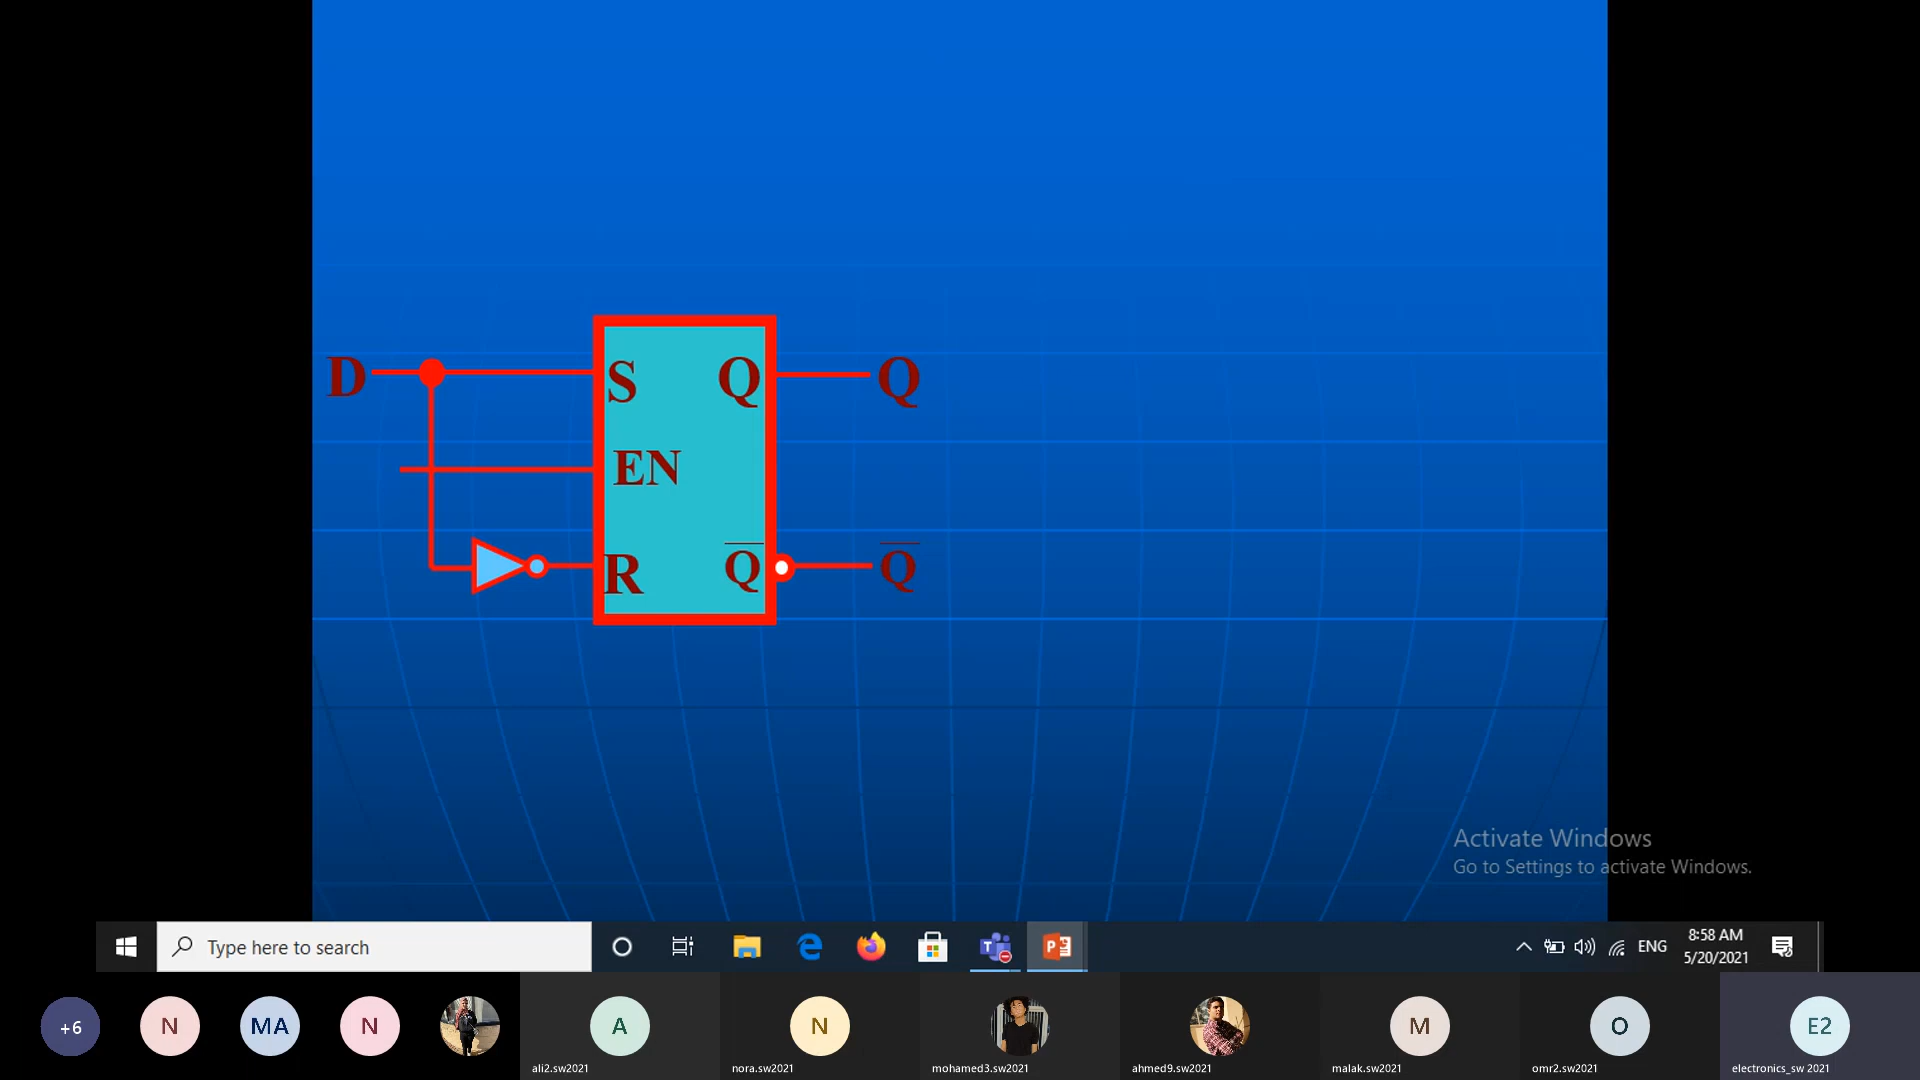 D
S
Q
Q
EN
R
Q̅
Q̅
Activate Windows
Go to Settings to activate Windows.
Type here to search
ENG
8:58 AM
5/20/2021
+6
N
MA
N
A
N
M
O
E2
ali2.sw2021
nora.sw2021
mohamed3.sw2021
ahmed9.sw2021
malak.sw2021
omr2.sw2021
electronics_sw 2021